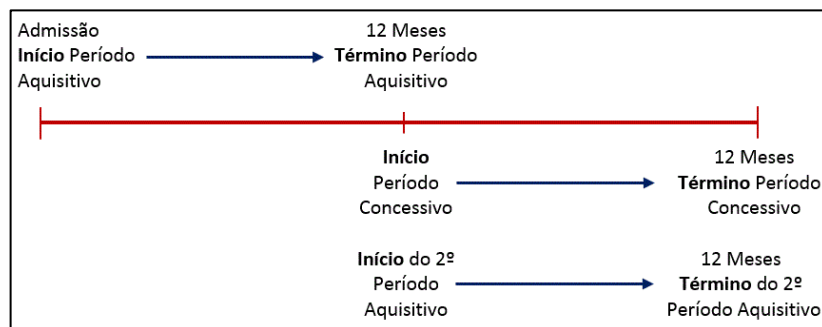 Admissão
Início Período
Aquisitivo
12 Meses
Término Período
Aquisitivo
Início
Período
Concessivo
12 Meses
Término Período
Concessivo
Início do 2º
Período
Aquisitivo
12 Meses
Término do 2º
Período Aquisitivo